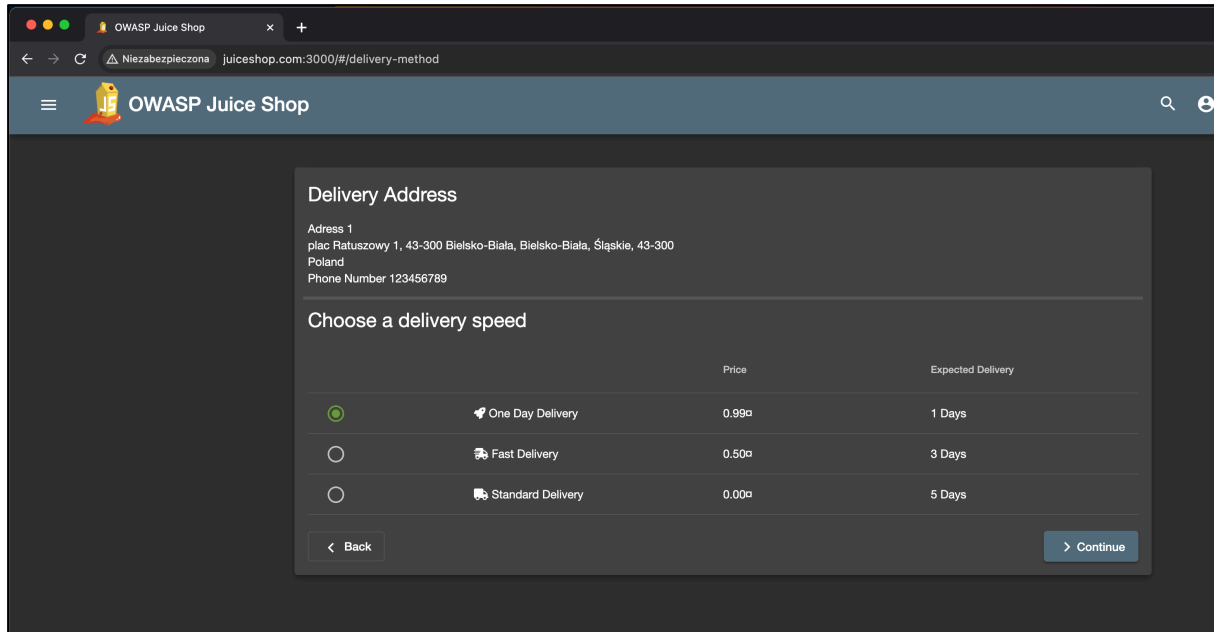 OWASP Juice Shop
Niezabezpieczona juiceshop.com:3000/#/delivery-method
OWASP Juice Shop
Delivery Address
Adress 1
plac Ratuszowy 1, 43-300 Bielsko-Biała, Bielsko-Biała, Śląskie, 43-300
Poland
Phone Number 123456789
Choose a delivery speed
Price Expected Delivery
One Day Delivery 0.99¤ 1 Days
Fast Delivery 0.50¤ 3 Days
Standard Delivery 0.00¤ 5 Days
Back Continue